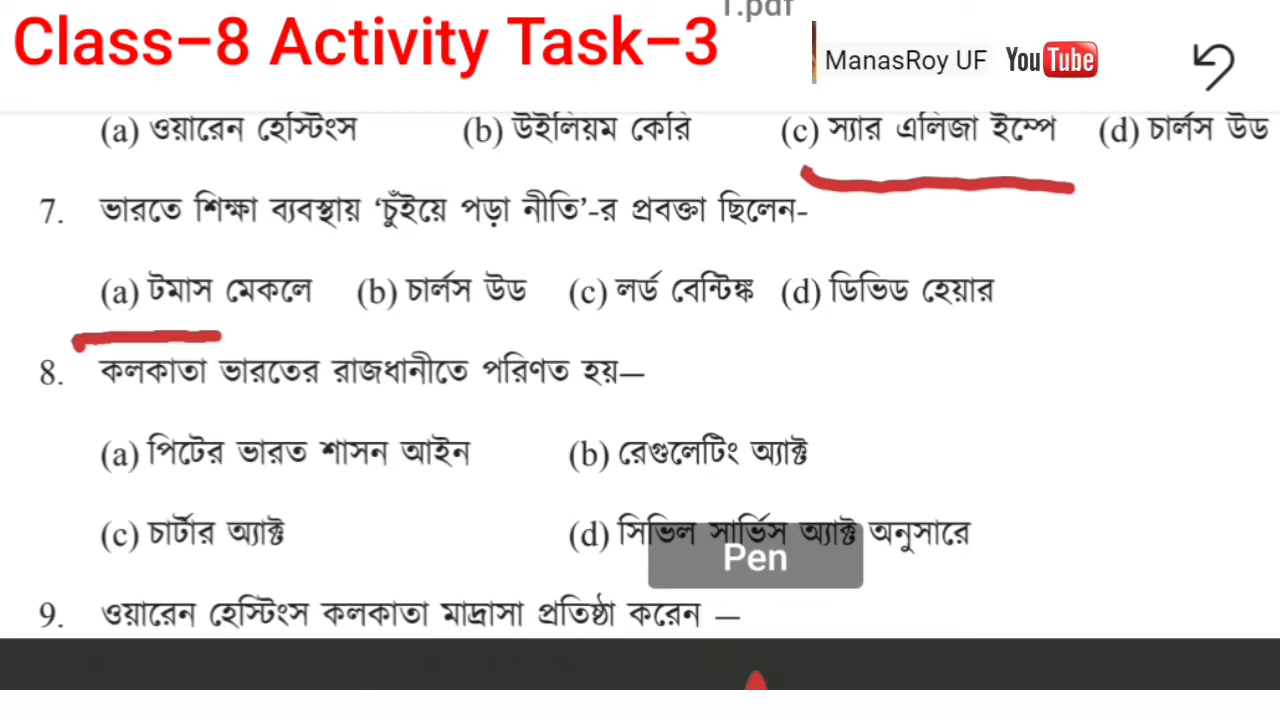 1.pdf
Class–8 Activity Task–3
ManasRoy UF YouTube
(a) ওয়ারেন হেস্টিংস (b) উইলিয়ম কেরি (c) স্যার এলিজা ইম্পে (d) চার্লস উড
7. ভারতে শিক্ষা ব্যবস্থায় ‘চুঁইয়ে পড়া নীতি’-র প্রবক্তা ছিলেন-
(a) টমাস মেকলে (b) চার্লস উড (c) লর্ড বেন্টিঙ্ক (d) ডিভিড হেয়ার
8. কলকাতা ভারতের রাজধানীতে পরিণত হয়—
(a) পিটের ভারত শাসন আইন (b) রেগুলেটিং অ্যাক্ট
(c) চার্টার অ্যাক্ট (d) সিভিল সার্ভিস অ্যাক্ট অনুসারে
Pen
9. ওয়ারেন হেস্টিংস কলকাতা মাদ্রাসা প্রতিষ্ঠা করেন —